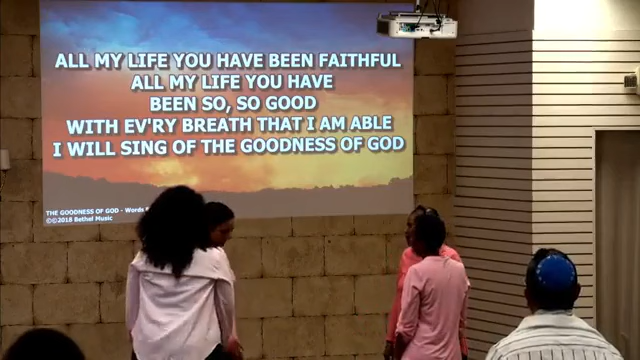 ALL MY LIFE YOU HAVE BEEN FAITHFUL
ALL MY LIFE YOU HAVE
BEEN SO, SO GOOD
WITH EV'RY BREATH THAT I AM ABLE
I WILL SING OF THE GOODNESS OF GOD
THE GOODNESS OF GOD - Words
©©2018 Bethel Music